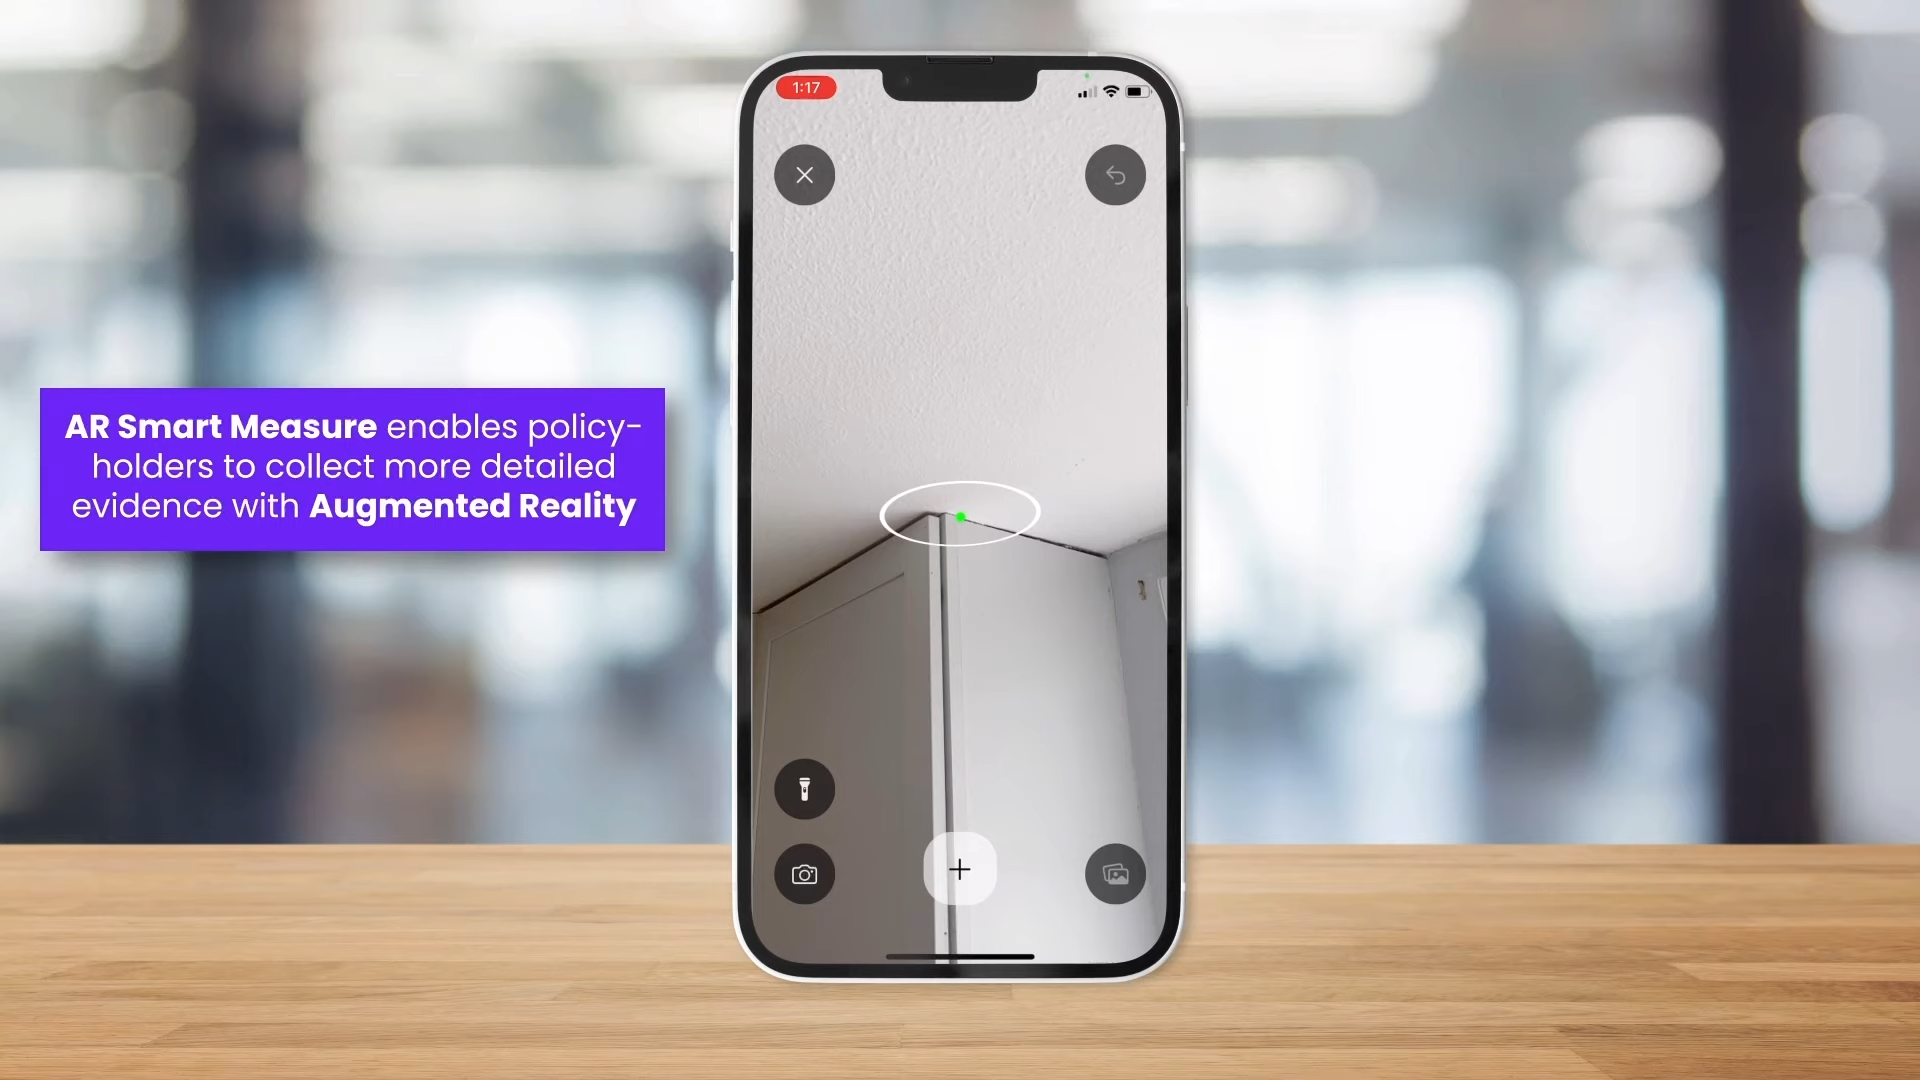 1:17
AR Smart Measure enables policy-
holders to collect more detailed
evidence with Augmented Reality